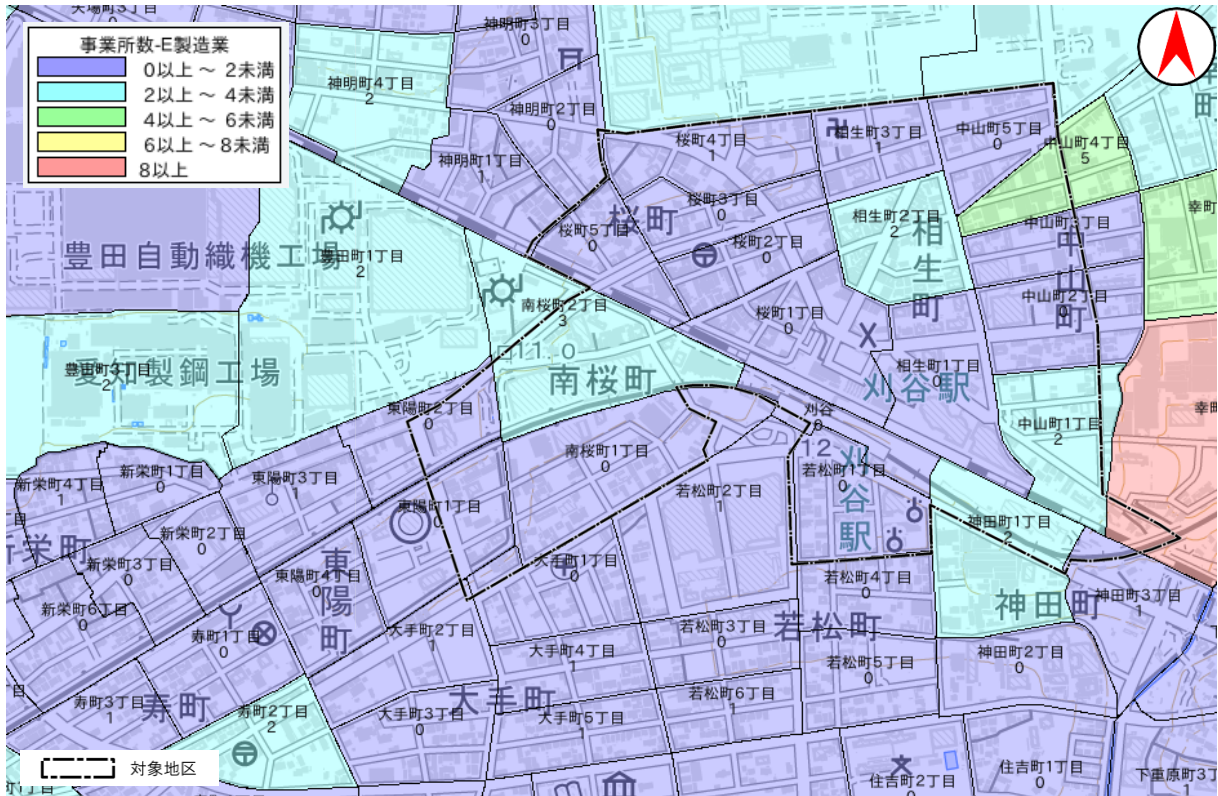 矢場町3丁目
0
神明町3丁目
0
事業所数-E製造業
0以上 ～ 2未満
2以上 ～ 4未満
4以上 ～ 6未満
6以上 ～ 8未満
8以上
神明町4丁目
2
神明町2丁目
0
桜町4丁目
1
相生町3丁目
1
中山町5丁目
0
中山町4丁目
5
町
神明町1丁目
1
桜町3丁目
0
桜町
相生町2丁目
2
相生町
中山町3丁目
中山町
幸町
桜町5丁目
0
桜町2丁目
0
豊田自動織機工場
豊田町1丁目
2
南桜町2丁目
3
桜町1丁目
0
中山町2丁目
0
11.0
豊田町3丁目
2
愛知製鋼工場
南桜町
相生町1丁目
0
刈谷駅
幸町
東陽町2丁目
0
刈谷
0
12
中山町1丁目
2
南桜町1丁目
0
新栄町1丁目
0
東陽町3丁目
1
新栄町4丁目
1
若松町1丁目
0
刈谷駅
若松町2丁目
1
東陽町1丁目
0
神田町1丁目
2
新栄町2丁目
0
新栄町
新栄町3丁目
0
大手町1丁目
0
東陽町4丁目
0
東陽町
若松町4丁目
0
神田町3丁目
1
神田町
新栄町6丁目
0
寿町1丁目
0
大手町2丁目
1
若松町3丁目
0
若松町
大手町4丁目
1
若松町5丁目
0
神田町2丁目
0
寿町3丁目
1
寿町
寿町2丁目
2
大手町3丁目
0
大手町
大手町5丁目
1
若松町6丁目
1
対象地区
住吉町2丁目
0
住吉町1丁目
0
下重原町3丁
1